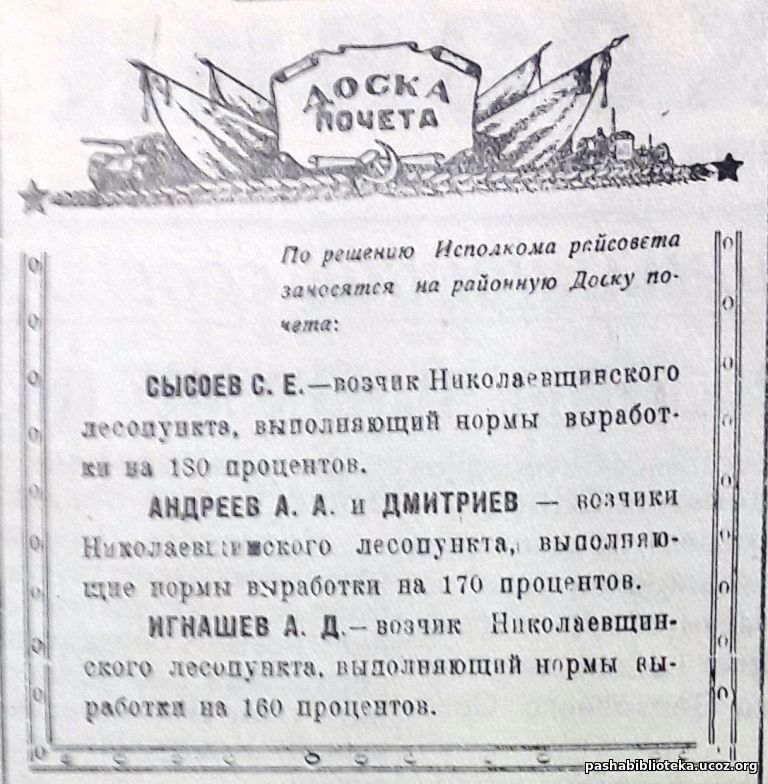 ДОСКА
ПОЧЕТА
По решению Исполкома райсовета
заносятся на районную Доску по-
чета:
СЫСОЕВ С. Е.—возчик Николаевщинского
лесопункта, выполняющий нормы выработ-
ки на 180 процентов.
АНДРЕЕВ А. А. и ДМИТРИЕВ — возчики
Николаевщинского лесопункта, выполняю-
щие нормы выработки на 170 процентов.
ИГНАШЕВ А. Д.—возчик Николаевщин-
ского лесопункта, выполняющий нормы вы-
работки на 160 процентов.
pashabiblioteka.ucoz.org